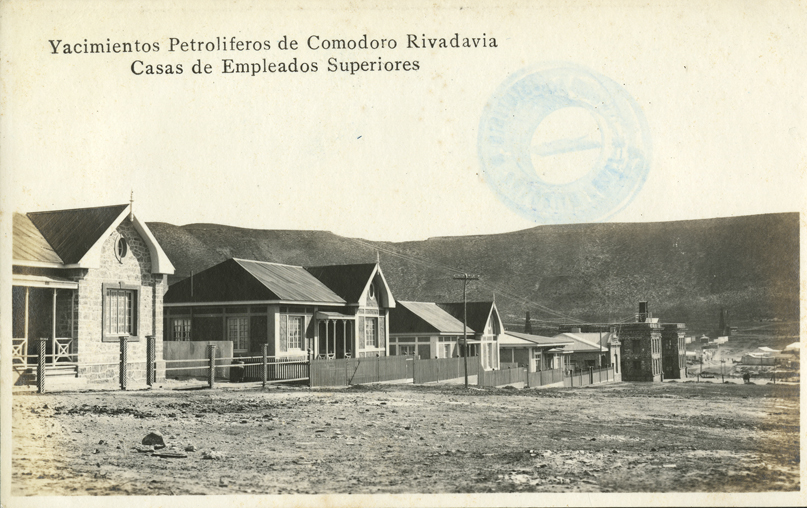 Yacimientos Petroliferos de Comodoro Rivadavia
Casas de Empleados Superiores